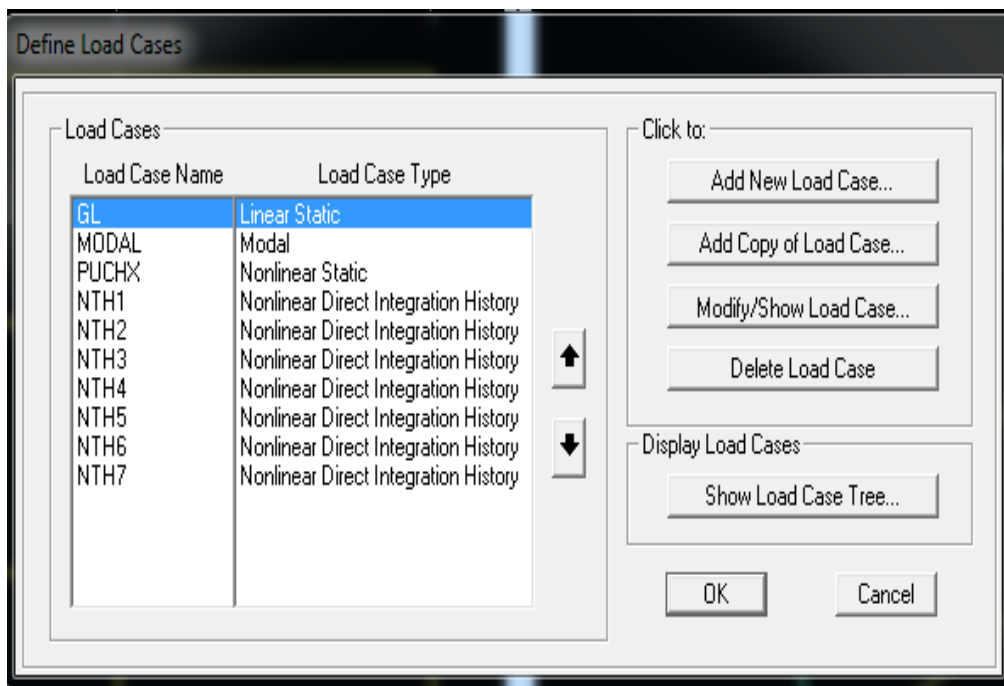 Define Load Cases
Load Cases
Load Case Name Load Case Type
GL Linear Static
MODAL Modal
PUCHX Nonlinear Static
NTH1 Nonlinear Direct Integration History
NTH2 Nonlinear Direct Integration History
NTH3 Nonlinear Direct Integration History
NTH4 Nonlinear Direct Integration History
NTH5 Nonlinear Direct Integration History
NTH6 Nonlinear Direct Integration History
NTH7 Nonlinear Direct Integration History
Click to:
Add New Load Case...
Add Copy of Load Case...
Modify/Show Load Case...
Delete Load Case
Display Load Cases
Show Load Case Tree...
OK Cancel